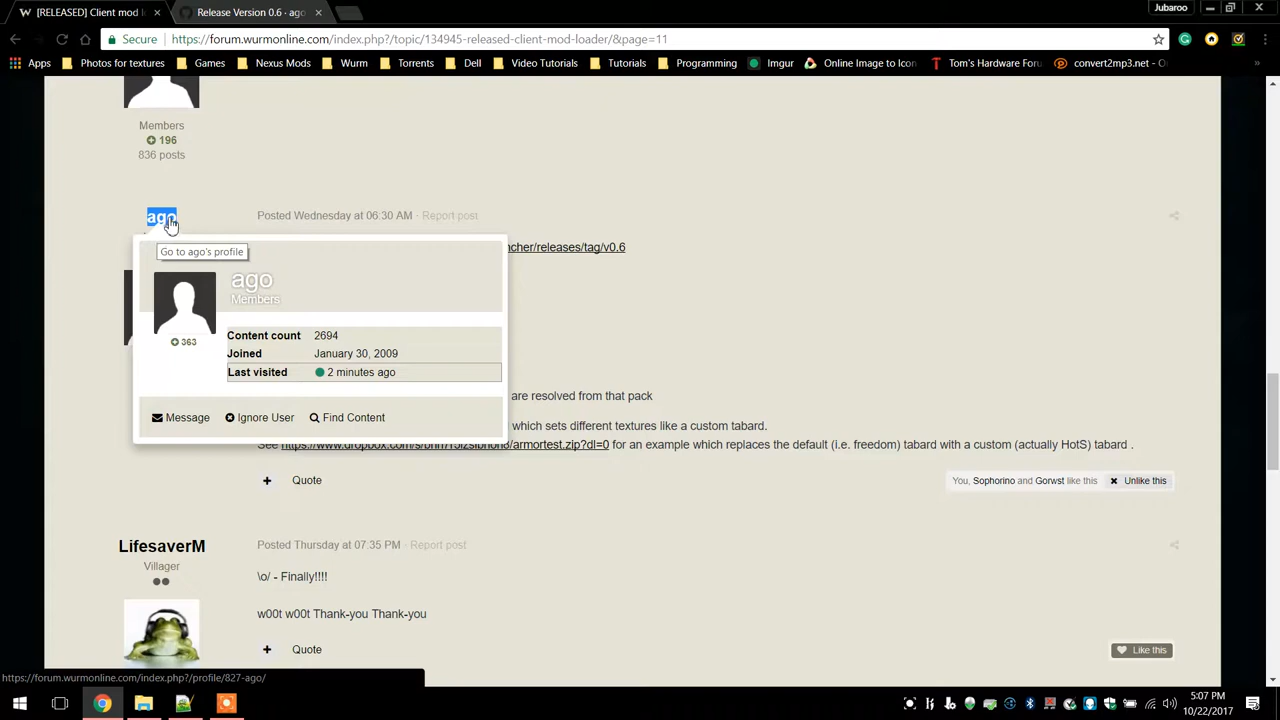 [RELEASED] Client mod l
Release Version 0.6 · ago
Jubaroo
Secure
https://forum.wurmonline.com/index.php?/topic/134945-released-client-mod-loader/&page=11
Apps
Photos for textures
Games
Nexus Mods
Wurm
Torrents
Dell
Video Tutorials
Tutorials
Programming
Imgur
Online Image to Icon
Tom's Hardware Foru
convert2mp3.net - O
»
Members
196
836 posts
ago
Posted Wednesday at 06:30 AM · Report post
Go to ago's profile
ncher/releases/tag/v0.6
ago
Members
363
Content count 2694
Joined January 30, 2009
Last visited 2 minutes ago
are resolved from that pack
Message
Ignore User
Find Content
which sets different textures like a custom tabard.
/armortest.zip?dl=0 for an example which replaces the default (i.e. freedom) tabard with a custom (actually HotS) tabard .
+ Quote
You, Sophorino and Gorwst like this
Unlike this
LifesaverM
Posted Thursday at 07:35 PM · Report post
Villager
\o/ - Finally!!!!
w00t w00t Thank-you Thank-you
+ Quote
Like this
https://forum.wurmonline.com/index.php?/profile/827-ago/
5:07 PM
10/22/2017